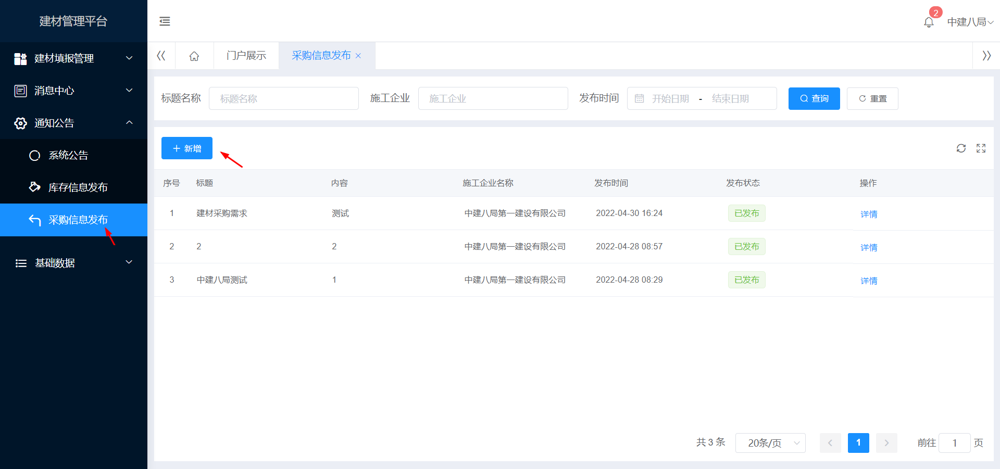 建材管理平台
2
中建八局
建材填报管理
消息中心
通知公告
系统公告
库存信息发布
采购信息发布
基础数据
门户展示
采购信息发布
标题名称 标题名称 施工企业 施工企业 发布时间 开始日期 - 结束日期 查询 重置
新增
序号 标题 内容 施工企业名称 发布时间 发布状态 操作
1 建材采购需求 测试 中建八局第一建设有限公司 2022-04-30 16:24 已发布 详情
2 2 2 中建八局第一建设有限公司 2022-04-28 08:57 已发布 详情
3 中建八局测试 1 中建八局第一建设有限公司 2022-04-28 08:29 已发布 详情
共 3 条 20条/页 1 前往 1 页